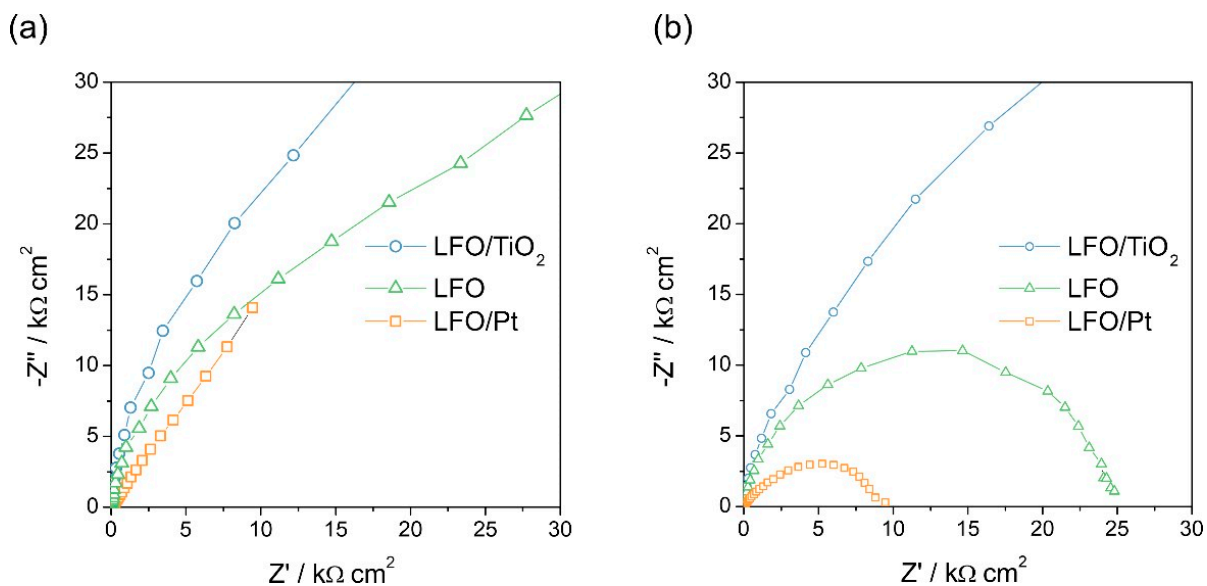 (a)
30
25
20
15
10
5
0
-Z" / kΩ cm²
0 5 10 15 20 25 30
Z' / kΩ cm²
LFO/TiO₂
LFO
LFO/Pt
(b)
30
25
20
15
10
5
0
-Z" / kΩ cm²
0 5 10 15 20 25 30
Z' / kΩ cm²
LFO/TiO₂
LFO
LFO/Pt